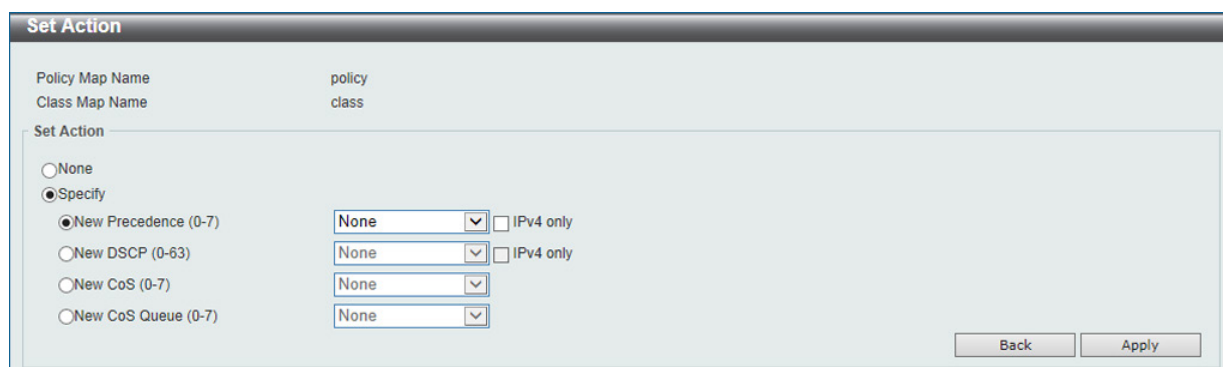 Set Action
Policy Map Name policy
Class Map Name class
Set Action
None
Specify
New Precedence (0-7) None IPv4 only
New DSCP (0-63) None IPv4 only
New CoS (0-7) None
New CoS Queue (0-7) None
Back Apply